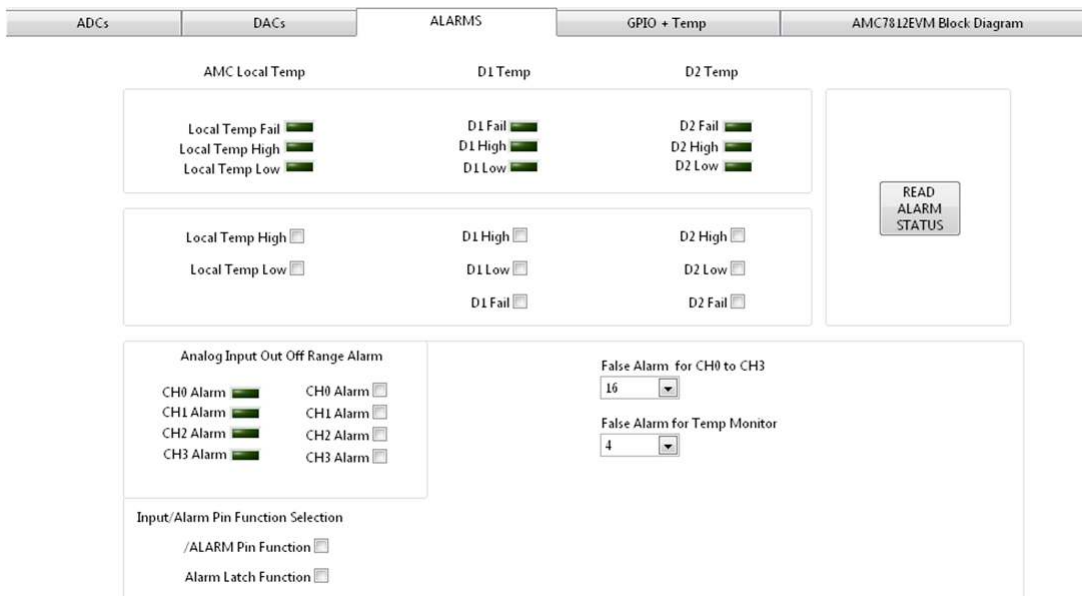 ADCs DACs ALARMS GPIO + Temp AMC7812EVM Block Diagram
AMC Local Temp D1 Temp D2 Temp
Local Temp Fail D1 Fail D2 Fail
Local Temp High D1 High D2 High
Local Temp Low D1 Low D2 Low
READ
ALARM
STATUS
Local Temp High D1 High D2 High
Local Temp Low D1 Low D2 Low
D1 Fail D2 Fail
Analog Input Out Off Range Alarm
CH0 Alarm CH0 Alarm
CH1 Alarm CH1 Alarm
CH2 Alarm CH2 Alarm
CH3 Alarm CH3 Alarm
False Alarm for CH0 to CH3
16
False Alarm for Temp Monitor
4
Input/Alarm Pin Function Selection
/ALARM Pin Function
Alarm Latch Function